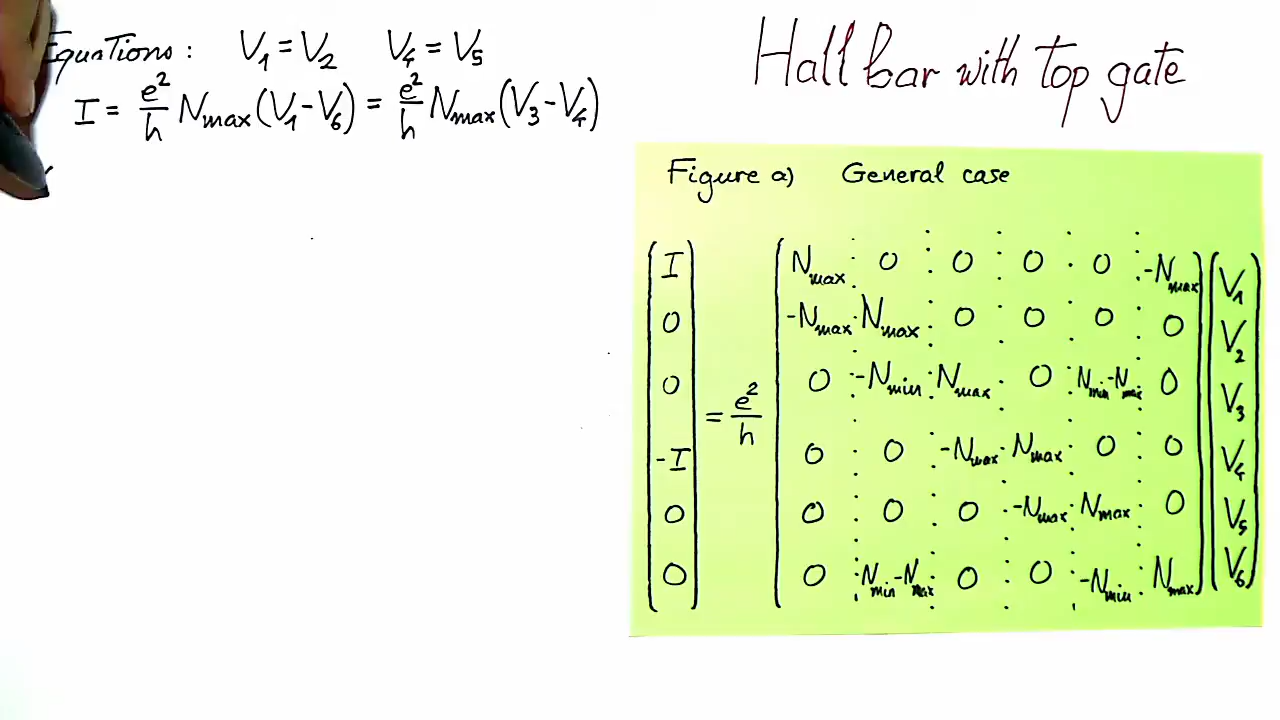 Equations: V₁ = V₂ V₄ = V₅
I = e²/h Nmax (V₁ − V₆) = e²/h Nmax (V₃ − V₄)
Hall bar with top gate
Figure a) General case
I Nmax 0 0 0 0 -Nmax V₁
0 -Nmax Nmax 0 0 0 0 V₂
0 0 -Nmin Nmax 0 Nmin-Nmax 0 V₃
= e²/h
-I 0 0 -Nmax Nmax 0 0 V₄
0 0 0 0 -Nmax Nmax 0 V₅
0 0 Nmin-Nmax 0 0 -Nmin Nmax V₆